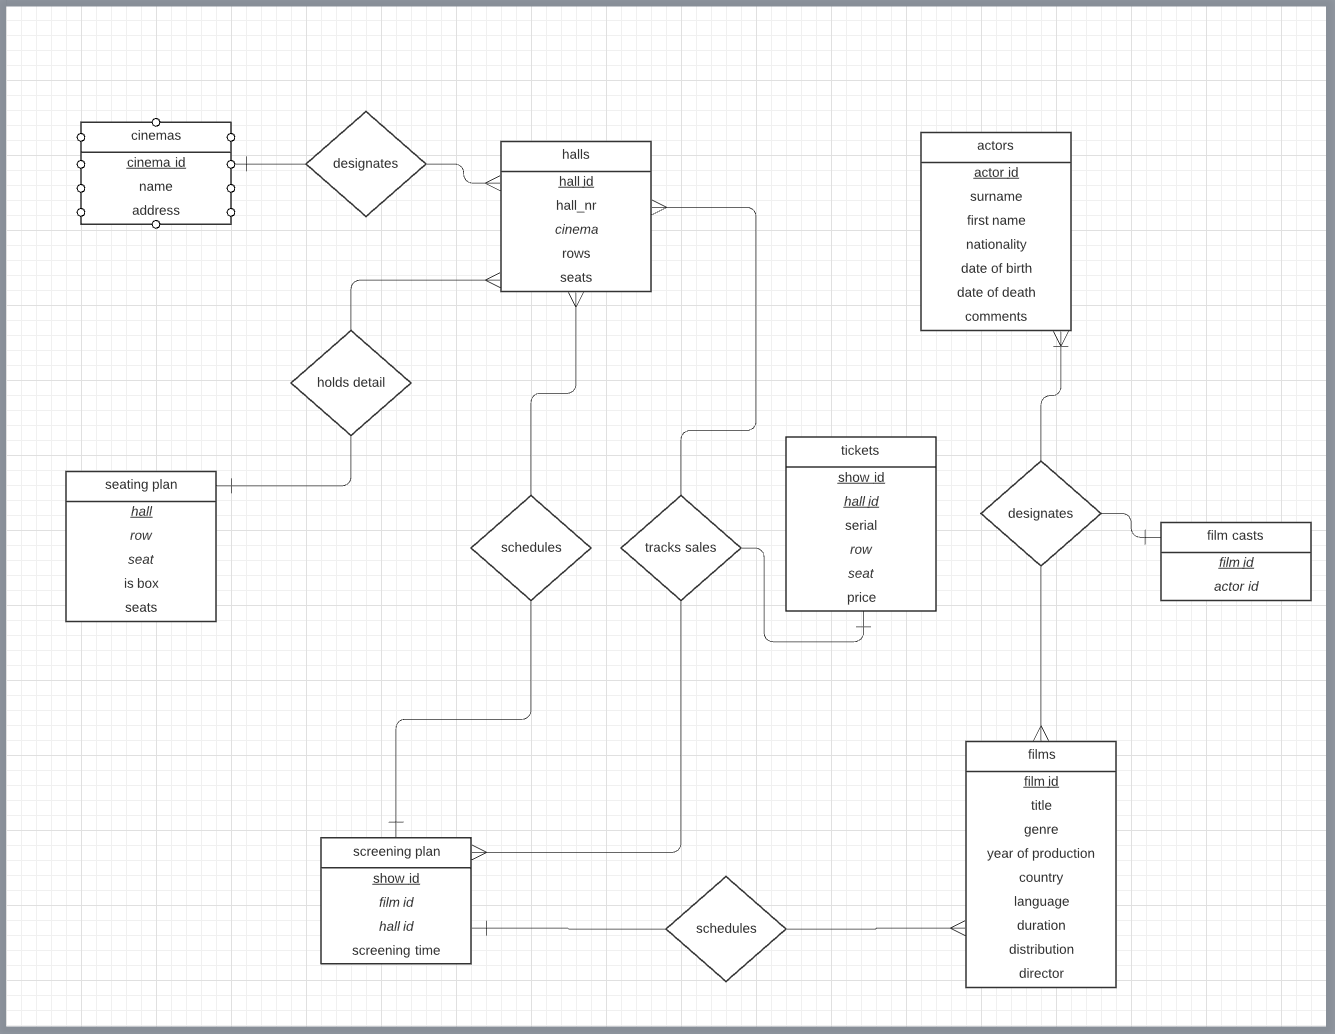 cinemas
cinema id
name
address
designates
halls
hall id
hall_nr
cinema
rows
seats
actors
actor id
surname
first name
nationality
date of birth
date of death
comments
holds detail
seating plan
hall
row
seat
is box
seats
schedules
tracks sales
tickets
show id
hall id
serial
row
seat
price
designates
film casts
film id
actor id
screening plan
show id
film id
hall id
screening time
schedules
films
film id
title
genre
year of production
country
language
duration
distribution
director